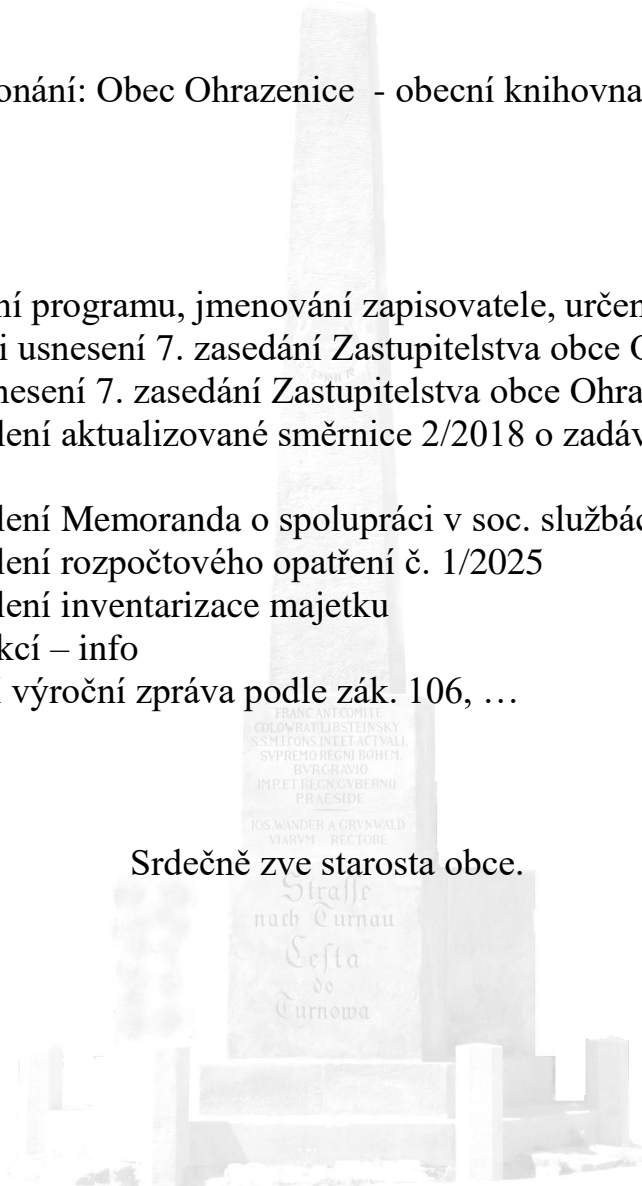 onání: Obec Ohrazenice - obecní knihovna
ní programu, jmenování zapisovatele, určen
i usnesení 7. zasedání Zastupitelstva obce O
nesení 7. zasedání Zastupitelstva obce Ohra
lení aktualizované směrnice 2/2018 o zadáv
lení Memoranda o spolupráci v soc. službác
lení rozpočtového opatření č. 1/2025
lení inventarizace majetku
kcí – info
í výroční zpráva podle zák. 106, …
FRANC ANT.COMITE
COLOWRAT LIBSTEINSKY
S.S.M.I.CONS.INT.ET.ACTVALI.
SVPREMO REGNI BOHEM.
BVRGRAVIO
IMP.ET REGN.GVBERNII
PRAESIDE
JOS.WANDER A GRVNWALD
VIARVM RECTORE
Srdečně zve starosta obce.
Straſſe
nach Turnau
Ceſta
do
Turnowa